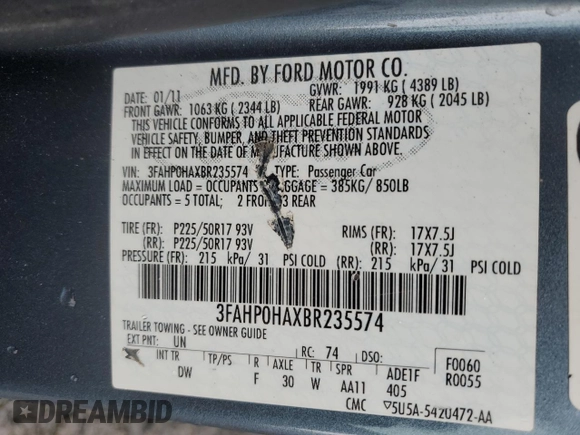 MFD. BY FORD MOTOR CO.
DATE: 01/11 GVWR: 1991 KG ( 4389 LB)
FRONT GAWR: 1063 KG ( 2344 LB) REAR GAWR: 928 KG ( 2045 LB)
THIS VEHICLE CONFORMS TO ALL APPLICABLE FEDERAL MOTOR
VEHICLE SAFETY, BUMPER, AND THEFT PREVENTION STANDARDS
IN EFFECT ON THE DATE OF MANUFACTURE SHOWN ABOVE.
VIN: 3FAHP0HAXBR235574 TYPE: Passenger Car
MAXIMUM LOAD = OCCUPANTS GGAGE = 385KG/ 850LB
OCCUPANTS = 5 TOTAL; 2 FRON 3 REAR
TIRE (FR): P225/50R17 93V RIMS (FR): 17X7.5J
(RR): P225/50R17 93V (RR): 17X7.5J
PRESSURE (FR): 215 kPa/ 31 PSI COLD (RR): 215 kPa/ 31 PSI COLD
3FAHP0HAXBR235574
TRAILER TOWING - SEE OWNER GUIDE
EXT PNT: UN RC: 74 DSO: F0060
INT TR TP/PS R AXLE TR SPR ADE1F R0055
DW F 30 W AA11 405
CMC ▽5U5A-5420472-AA
DREAMBID